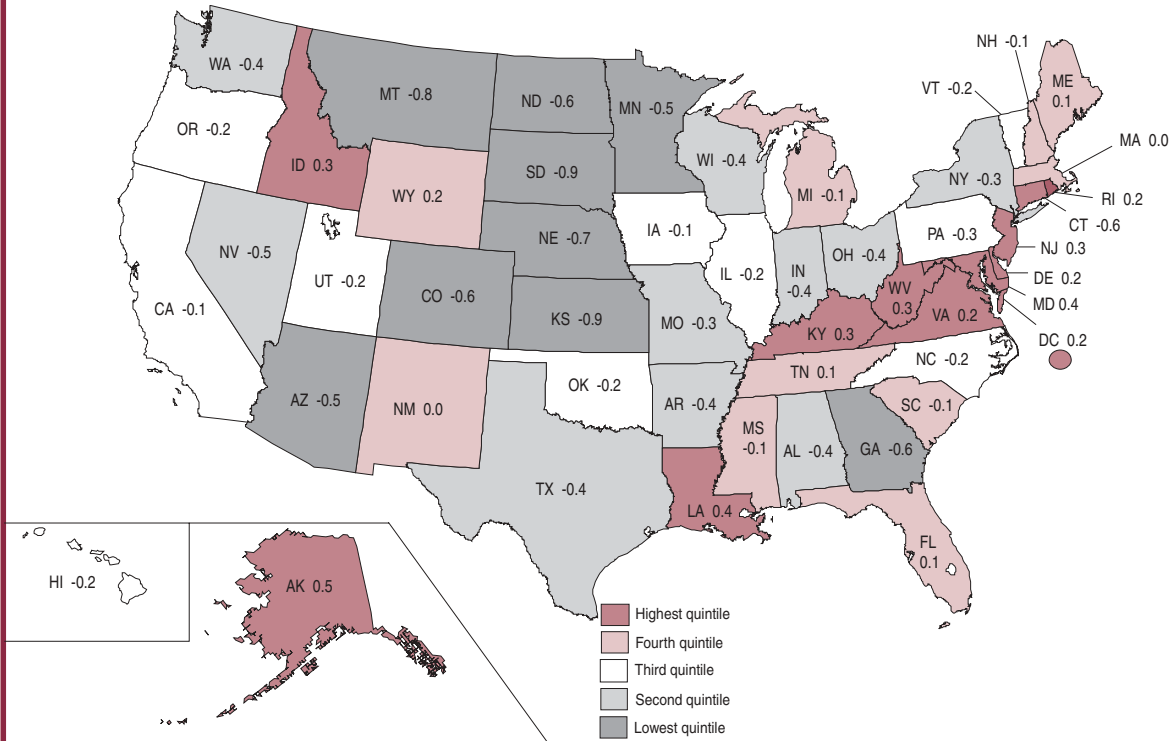 NH -0.1
WA -0.4
VT -0.2
ME
0.1
MT -0.8
ND -0.6
MN -0.5
OR -0.2
MA 0.0
ID 0.3
SD -0.9
WI -0.4
NY -0.3
WY 0.2
MI -0.1
RI 0.2
CT -0.6
NE -0.7
IA -0.1
PA -0.3
NJ 0.3
NV -0.5
OH -0.4
UT -0.2
IL -0.2
IN
-0.4
DE 0.2
CO -0.6
WV
0.3
MD 0.4
CA -0.1
KS -0.9
MO -0.3
VA 0.2
KY 0.3
DC 0.2
NC -0.2
TN 0.1
OK -0.2
AZ -0.5
NM 0.0
AR -0.4
SC -0.1
MS
-0.1
AL -0.4
GA -0.6
TX -0.4
LA 0.4
FL
0.1
HI -0.2
AK 0.5
Highest quintile
Fourth quintile
Third quintile
Second quintile
Lowest quintile